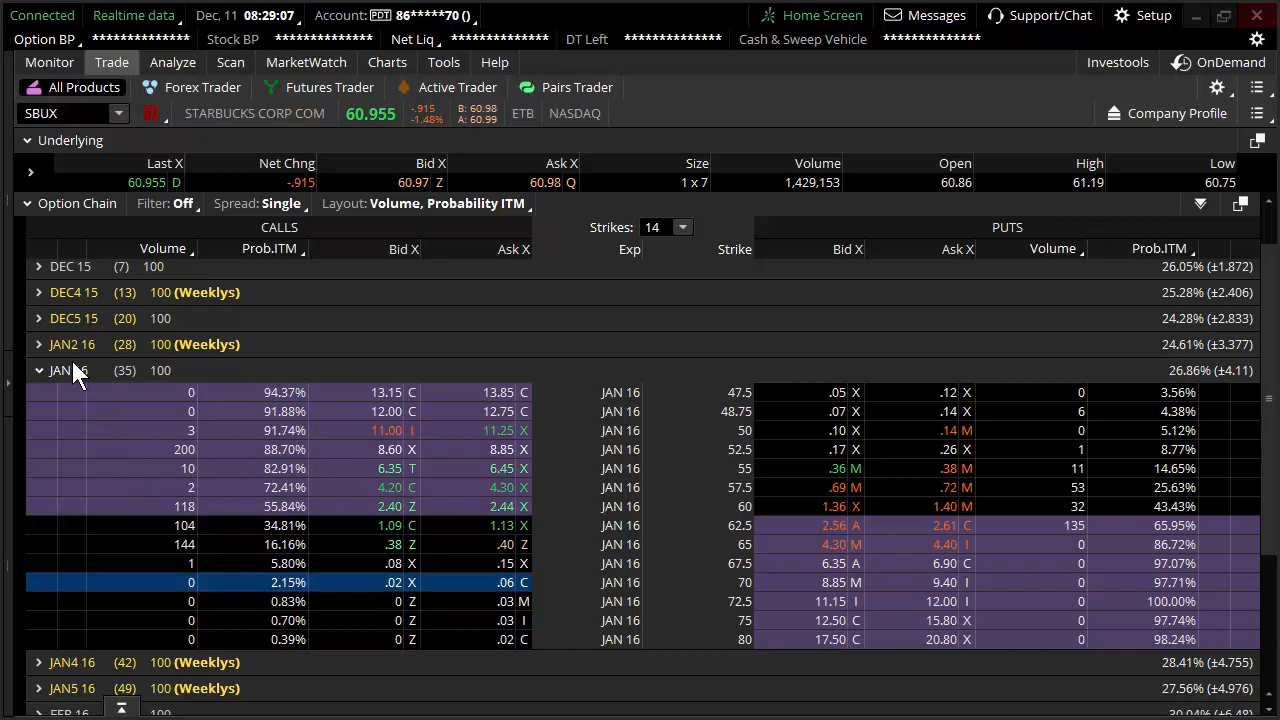 Connected Realtime data Dec, 11 08:29:07 Account: PDT 86*****70 () Home Screen Messages Support/Chat Setup
Option BP ************** Stock BP ************** Net Liq ************** DT Left ************** Cash & Sweep Vehicle **************
Monitor Trade Analyze Scan MarketWatch Charts Tools Help Investools OnDemand
All Products Forex Trader Futures Trader Active Trader Pairs Trader
SBUX STARBUCKS CORP COM 60.955 -.915 -1.48% B: 60.98 A: 60.99 ETB NASDAQ Company Profile
Underlying
Last X Net Chng Bid X Ask X Size Volume Open High Low
60.955 D -.915 60.97 Z 60.98 Q 1 x 7 1,429,153 60.86 61.19 60.75
Option Chain Filter: Off Spread: Single Layout: Volume, Probability ITM
CALLS Strikes: 14 PUTS
Volume Prob.ITM Bid X Ask X Exp Strike Bid X Ask X Volume Prob.ITM
DEC 15 (7) 100 26.05% (±1.872)
DEC4 15 (13) 100 (Weeklys) 25.28% (±2.406)
DEC5 15 (20) 100 24.28% (±2.833)
JAN2 16 (28) 100 (Weeklys) 24.61% (±3.377)
(35) 100 26.86% (±4.11)
0 94.37% 13.15 C 13.85 C JAN 16 47.5 .05 X .12 X 0 3.56%
0 91.88% 12.00 C 12.75 C JAN 16 48.75 .07 X .14 X 6 4.38%
3 91.74% 11.00 I 11.25 X JAN 16 50 .10 X .14 M 0 5.12%
200 88.70% 8.60 X 8.85 X JAN 16 52.5 .17 X .26 X 1 8.77%
10 82.91% 6.35 T 6.45 X JAN 16 55 .36 M .38 M 11 14.65%
2 72.41% 4.20 C 4.30 X JAN 16 57.5 .69 M .72 M 53 25.63%
118 55.84% 2.40 Z 2.44 X JAN 16 60 1.36 X 1.40 M 32 43.43%
104 34.81% 1.09 C 1.13 X JAN 16 62.5 2.56 A 2.61 C 135 65.95%
144 16.16% .38 Z .40 Z JAN 16 65 4.30 M 4.40 I 0 86.72%
1 5.80% .08 X .15 X JAN 16 67.5 6.35 A 6.90 C 0 97.07%
0 2.15% .02 X .06 C JAN 16 70 8.85 M 9.40 I 0 97.71%
0 0.83% 0 Z .03 M JAN 16 72.5 11.15 I 12.00 I 0 100.00%
0 0.70% 0 Z .03 I JAN 16 75 12.50 C 15.80 X 0 97.74%
0 0.39% 0 Z .02 C JAN 16 80 17.50 C 20.80 X 0 98.24%
JAN4 16 (42) 100 (Weeklys) 28.41% (±4.755)
JAN5 16 (49) 100 (Weeklys) 27.56% (±4.976)
FEB 16 100 30.04% (±6.48)